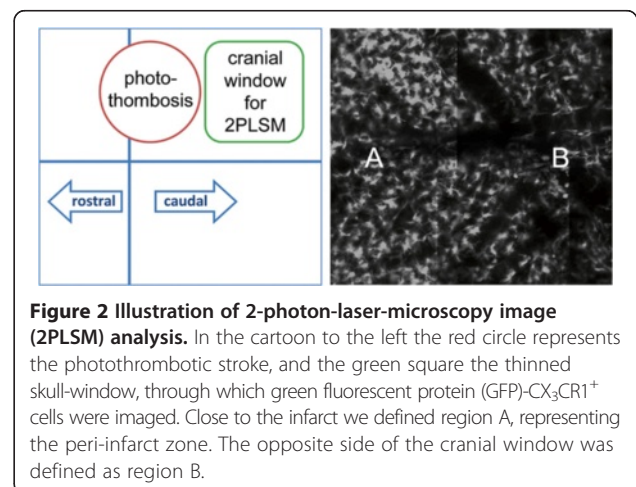 photo-
thombosis
cranial
window
for
2PLSM
rostral
caudal
A
B
Figure 2 Illustration of 2-photon-laser-microscopy image
(2PLSM) analysis. In the cartoon to the left the red circle represents
the photothrombotic stroke, and the green square the thinned
skull-window, through which green fluorescent protein (GFP)-CX₃CR1⁺
cells were imaged. Close to the infarct we defined region A, representing
the peri-infarct zone. The opposite side of the cranial window was
defined as region B.